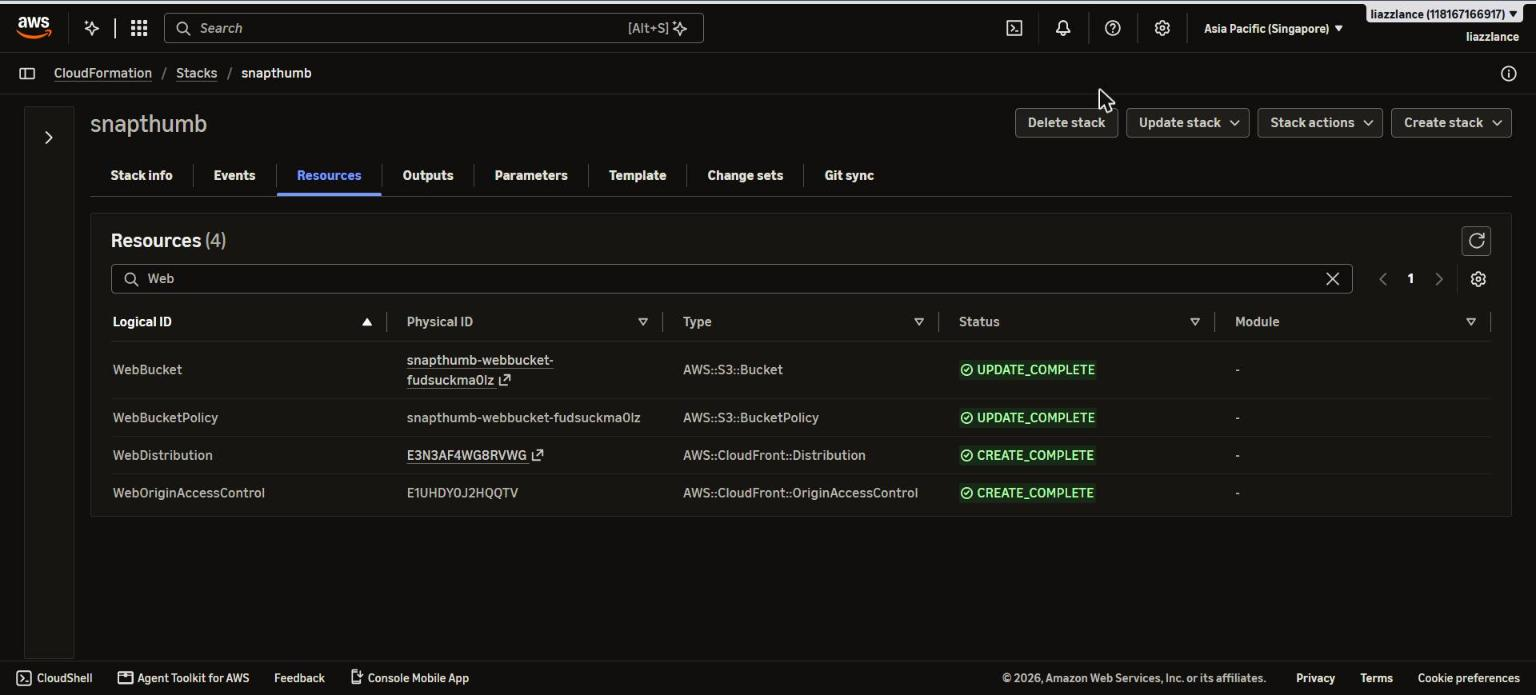 aws
Search [Alt+S]
Asia Pacific (Singapore)
liazzlance (118167166917)
liazzlance
CloudFormation / Stacks / snapthumb
snapthumb
Delete stack Update stack Stack actions Create stack
Stack info Events Resources Outputs Parameters Template Change sets Git sync
Resources (4)
Web
1
Logical ID Physical ID Type Status Module
WebBucket snapthumb-webbucket-fudsuckma0lz AWS::S3::Bucket UPDATE_COMPLETE -
WebBucketPolicy snapthumb-webbucket-fudsuckma0lz AWS::S3::BucketPolicy UPDATE_COMPLETE -
WebDistribution E3N3AF4WG8RVWG AWS::CloudFront::Distribution CREATE_COMPLETE -
WebOriginAccessControl E1UHDY0J2HQQTV AWS::CloudFront::OriginAccessControl CREATE_COMPLETE -
CloudShell Agent Toolkit for AWS Feedback Console Mobile App © 2026, Amazon Web Services, Inc. or its affiliates. Privacy Terms Cookie preferences